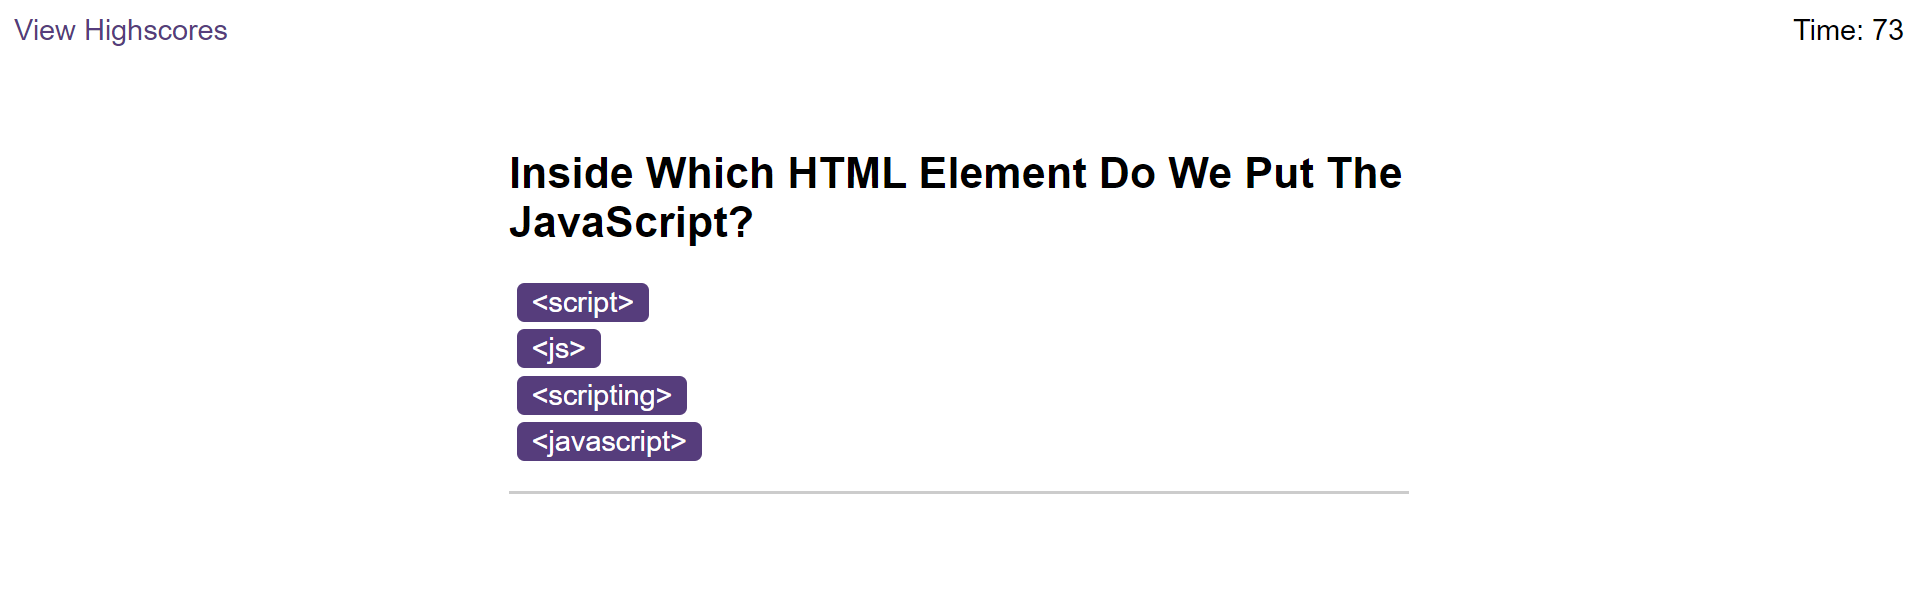 View Highscores
Time: 73
Inside Which HTML Element Do We Put The
JavaScript?
<script>
<js>
<scripting>
<javascript>